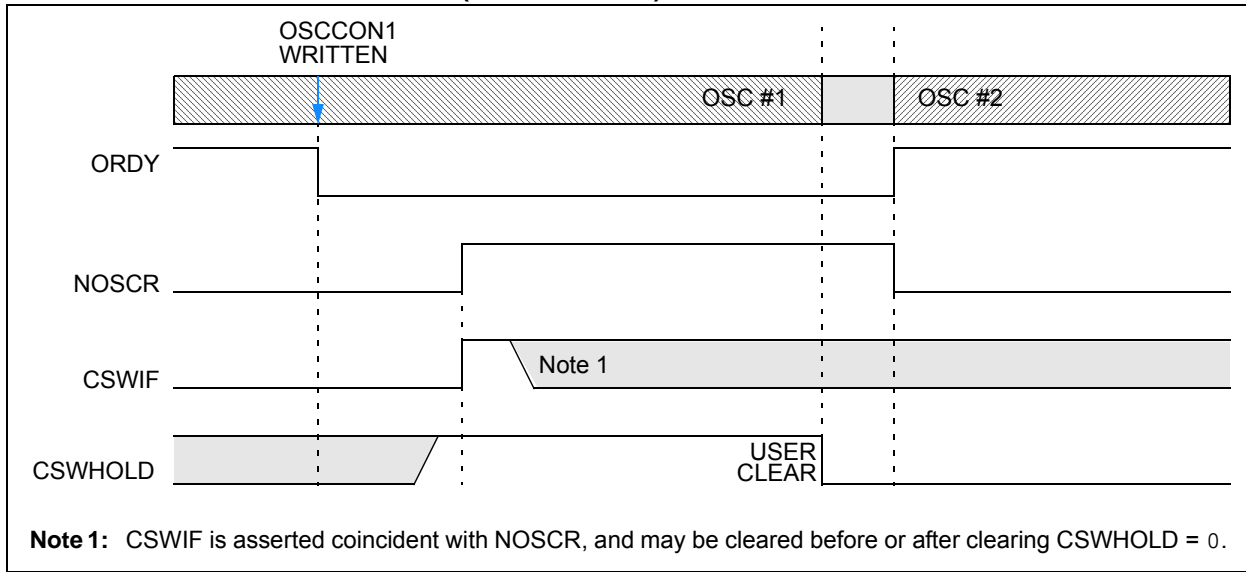 OSCCON1
WRITTEN
OSC #1
OSC #2
ORDY
NOSCR
CSWIF
Note 1
CSWHOLD
USER
CLEAR
Note 1: CSWIF is asserted coincident with NOSCR, and may be cleared before or after clearing CSWHOLD = 0.